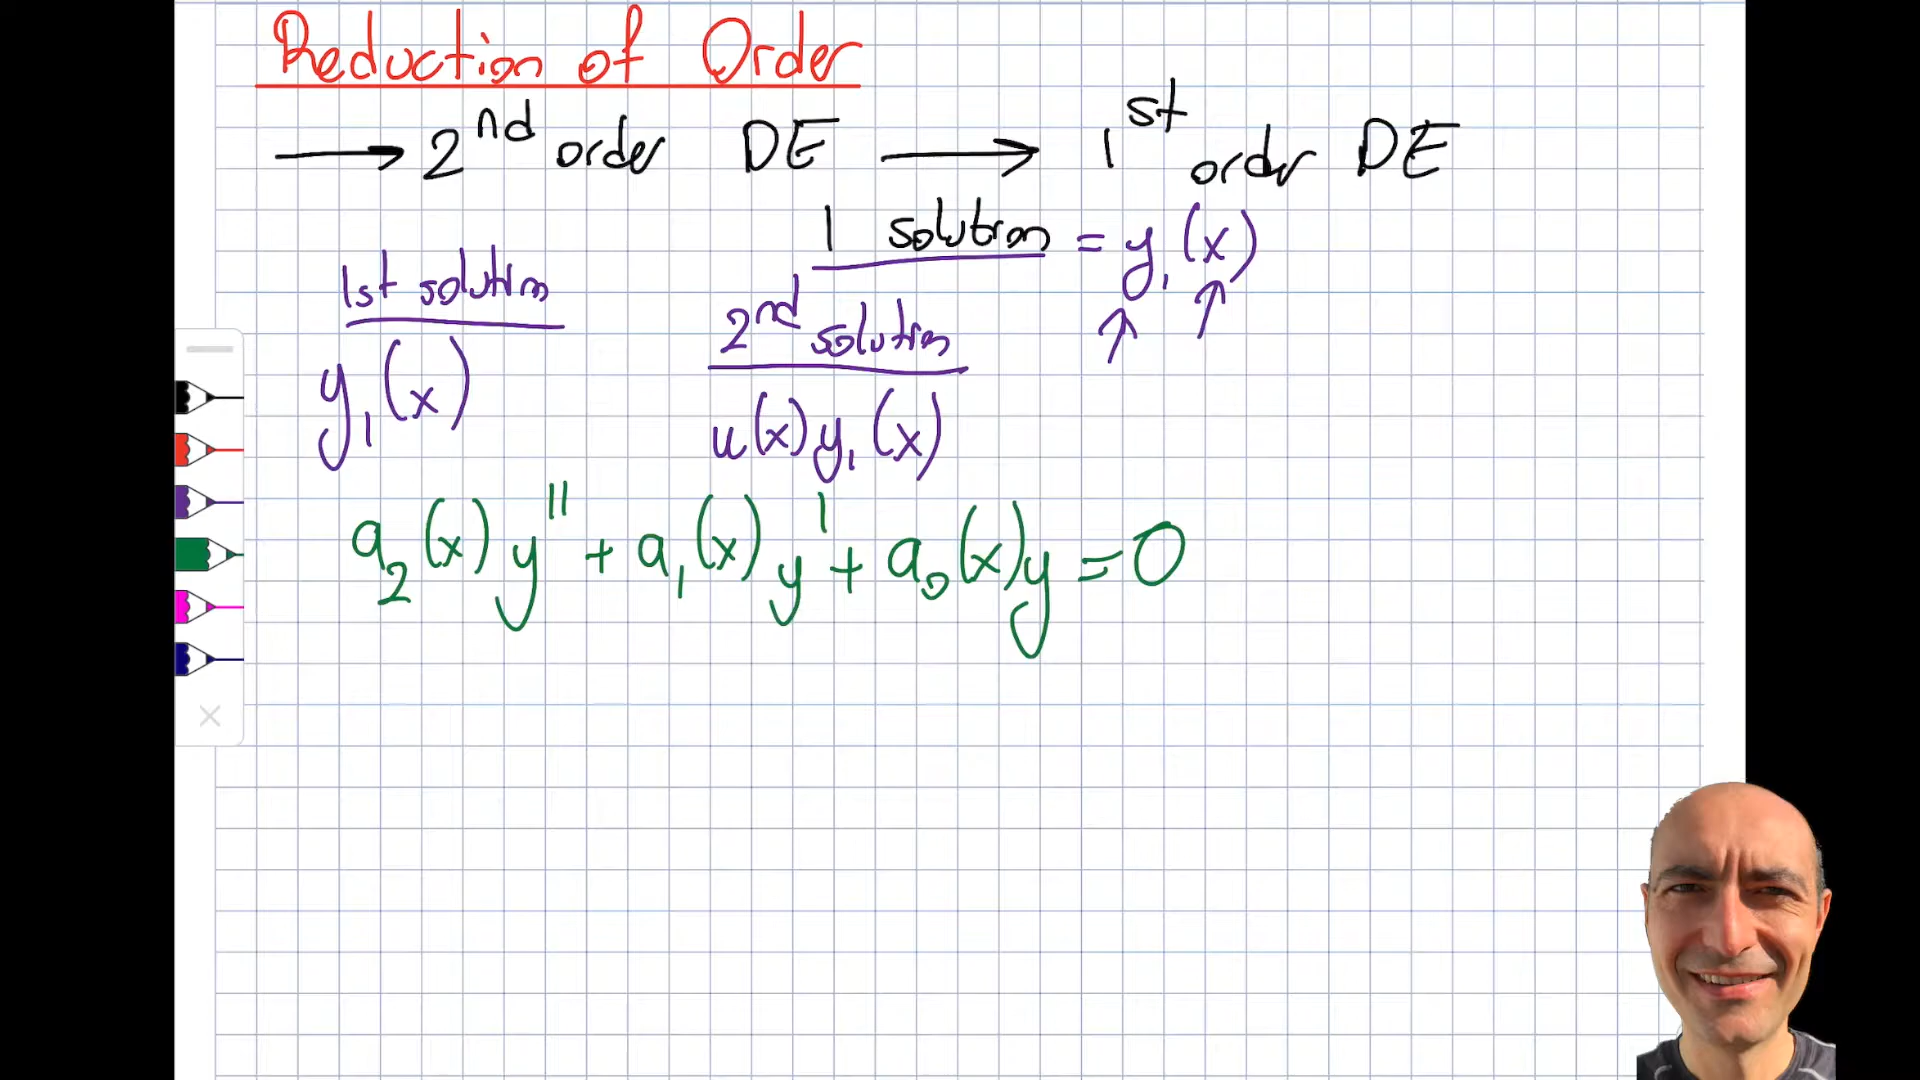 Reduction of Order
→ 2nd order DE → 1st order DE
1 solution = y₁(x)
1st solution
2nd solution
y₁(x)
u(x)y₁(x)
a₂(x)y'' + a₁(x)y' + a₀(x)y = 0